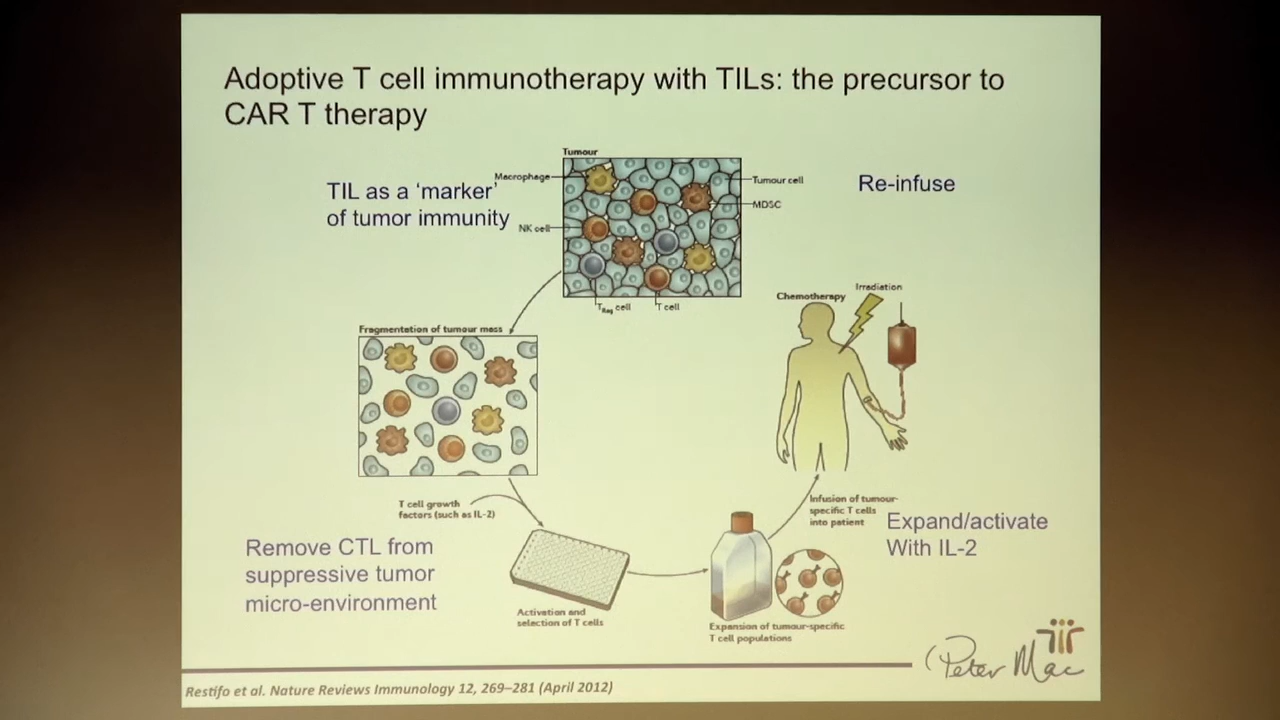 Adoptive T cell immunotherapy with TILs: the precursor to
CAR T therapy
Tumour
Macrophage
NK cell
Tumour cell
MDSC
TReg cell
T cell
TIL as a ‘marker’
of tumor immunity
Re-infuse
Irradiation
Chemotherapy
Fragmentation of tumour mass
T cell growth
factors (such as IL-2)
Infusion of tumour-
specific T cells
into patient
Expand/activate
With IL-2
Remove CTL from
suppressive tumor
micro-environment
Activation and
selection of T cells
Expansion of tumour-specific
T cell populations
Peter Mac
Restifo et al. Nature Reviews Immunology 12, 269–281 (April 2012)